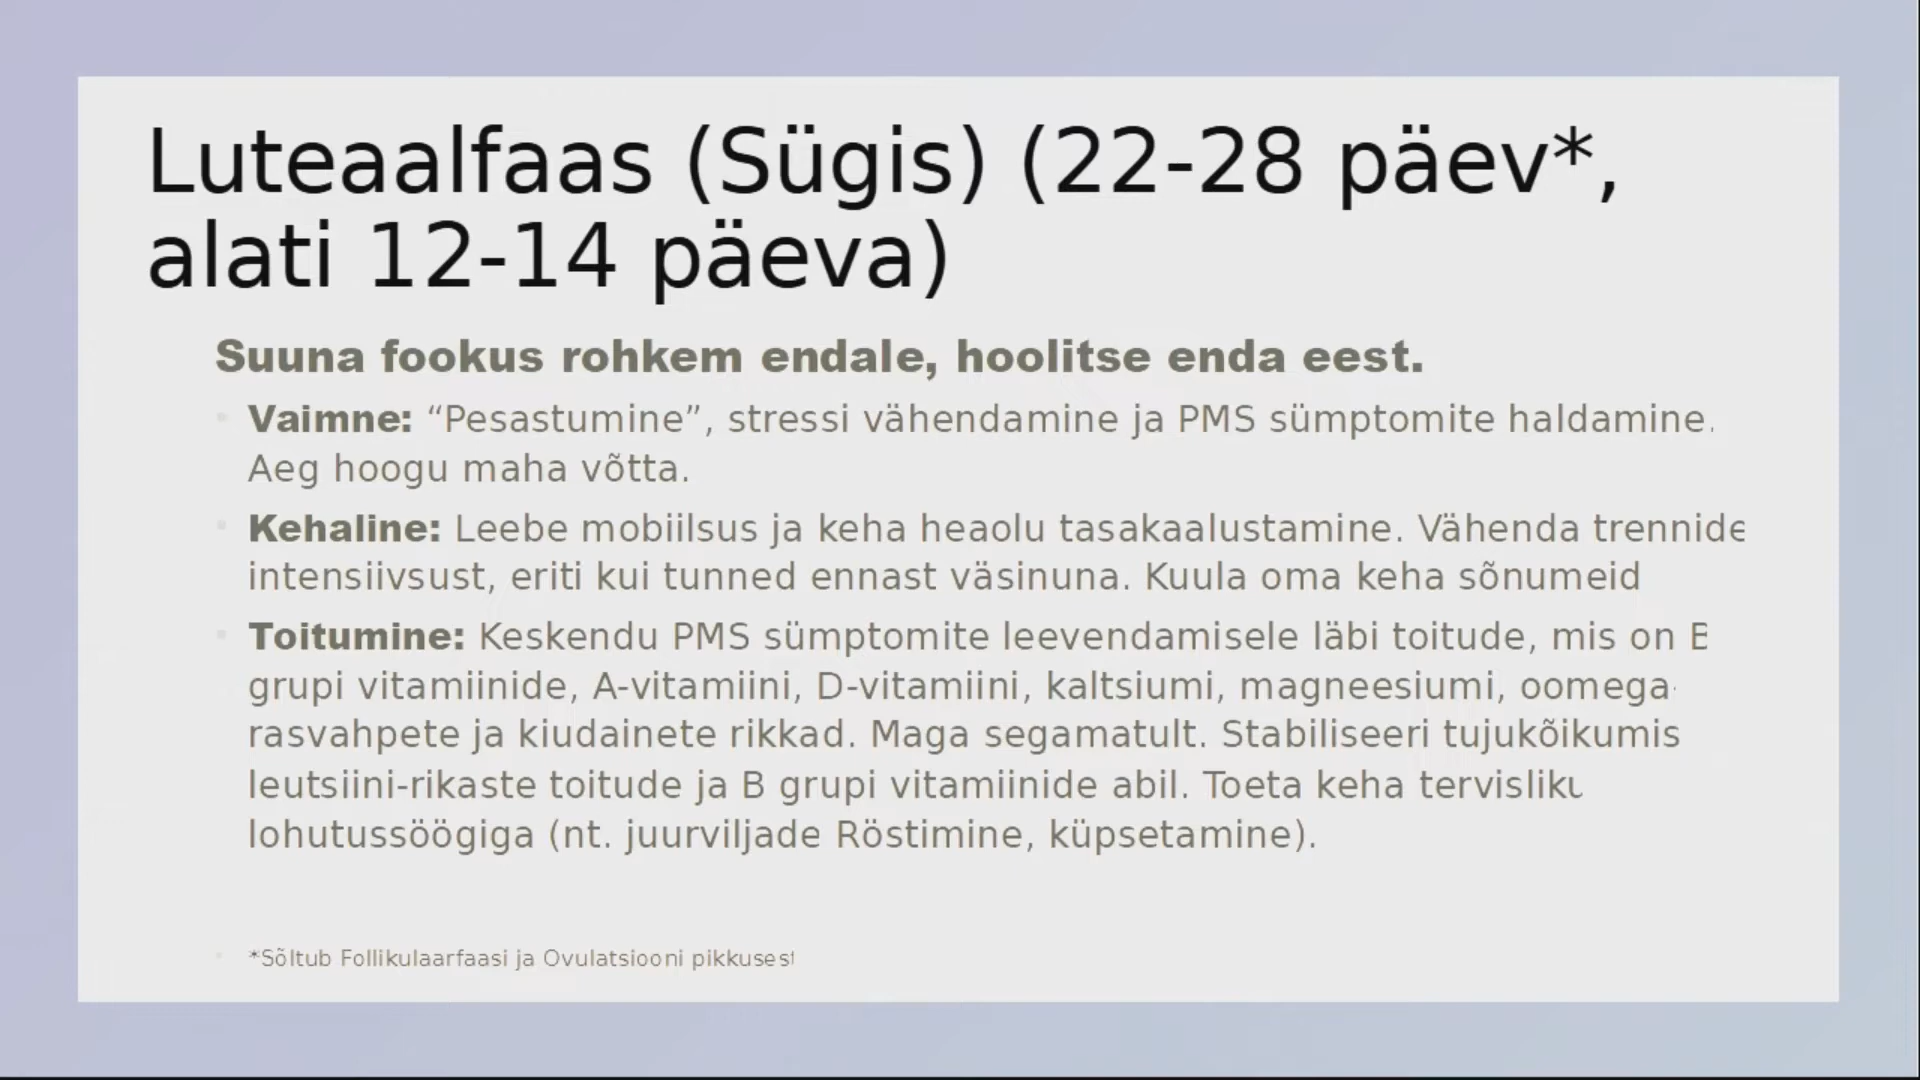 Luteaalfaas (Sügis) (22-28 päev*,
alati 12-14 päeva)
Suuna fookus rohkem endale, hoolitse enda eest.
Vaimne: “Pesastumine”, stressi vähendamine ja PMS sümptomite haldamine.
Aeg hoogu maha võtta.
Kehaline: Leebe mobiilsus ja keha heaolu tasakaalustamine. Vähenda trennide
intensiivsust, eriti kui tunned ennast väsinuna. Kuula oma keha sõnumeid
Toitumine: Keskendu PMS sümptomite leevendamisele läbi toitude, mis on B
grupi vitamiinide, A-vitamiini, D-vitamiini, kaltsiumi, magneesiumi, oomega-
rasvahpete ja kiudainete rikkad. Maga segamatult. Stabiliseeri tujukõikumis
leutsiini-rikaste toitude ja B grupi vitamiinide abil. Toeta keha tervisliku
lohutussöögiga (nt. juurviljade Röstimine, küpsetamine).
*Sõltub Follikulaarfaasi ja Ovulatsiooni pikkusest